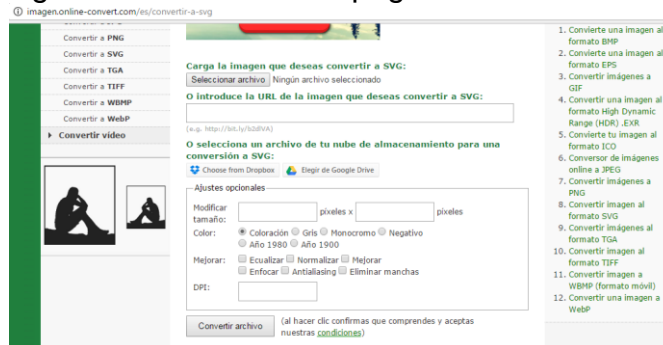 imagen.online-convert.com/es/convertir-a-svg
Convertir a PNG
Convertir a SVG
Convertir a TGA
Convertir a TIFF
Convertir a WBMP
Convertir a WebP
Convertir vídeo
Carga la imagen que deseas convertir a SVG:
Seleccionar archivo Ningún archivo seleccionado
O introduce la URL de la imagen que deseas convertir a SVG:
(e.g. http://bit.ly/b2dlVA)
O selecciona un archivo de tu nube de almacenamiento para una
conversión a SVG:
Choose from Dropbox Elegir de Google Drive
Ajustes opcionales
Modificar
tamaño:
píxeles x
píxeles
Color: Coloración Gris Monocromo Negativo
Año 1980 Año 1900
Mejorar: Ecualizar Normalizar Mejorar
Enfocar Antialiasing Eliminar manchas
DPI:
Convertir archivo
(al hacer clic confirmas que comprendes y aceptas
nuestras condiciones)
1. Convierte una imagen al
formato BMP
2. Convierte una imagen al
formato EPS
3. Convertir imágenes a
GIF
4. Convertir una imagen al
formato High Dynamic
Range (HDR) .EXR
5. Convierte tu imagen al
formato ICO
6. Conversor de imágenes
online a JPEG
7. Convertir imágenes a
PNG
8. Convertir imagen al
formato SVG
9. Convertir imágenes al
formato TGA
10. Convertir imagen al
formato TIFF
11. Convertir imagen a
WBMP (formato móvil)
12. Convertir una imagen a
WebP